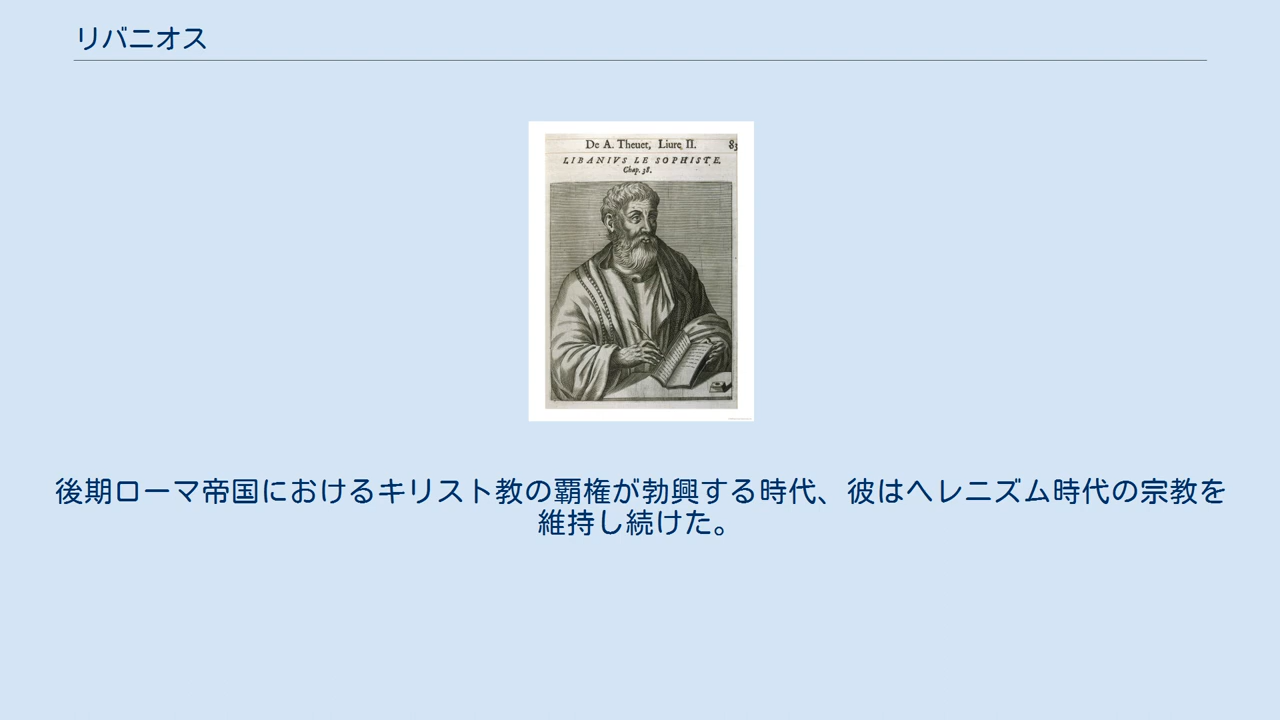 リバニオス
De A. Theuet, Liure II. 83
LIBANIVS LE SOPHISTE.
Chap. 38.
後期ローマ帝国におけるキリスト教の覇権が勃興する時代、彼はヘレニズム時代の宗教を
維持し続けた。